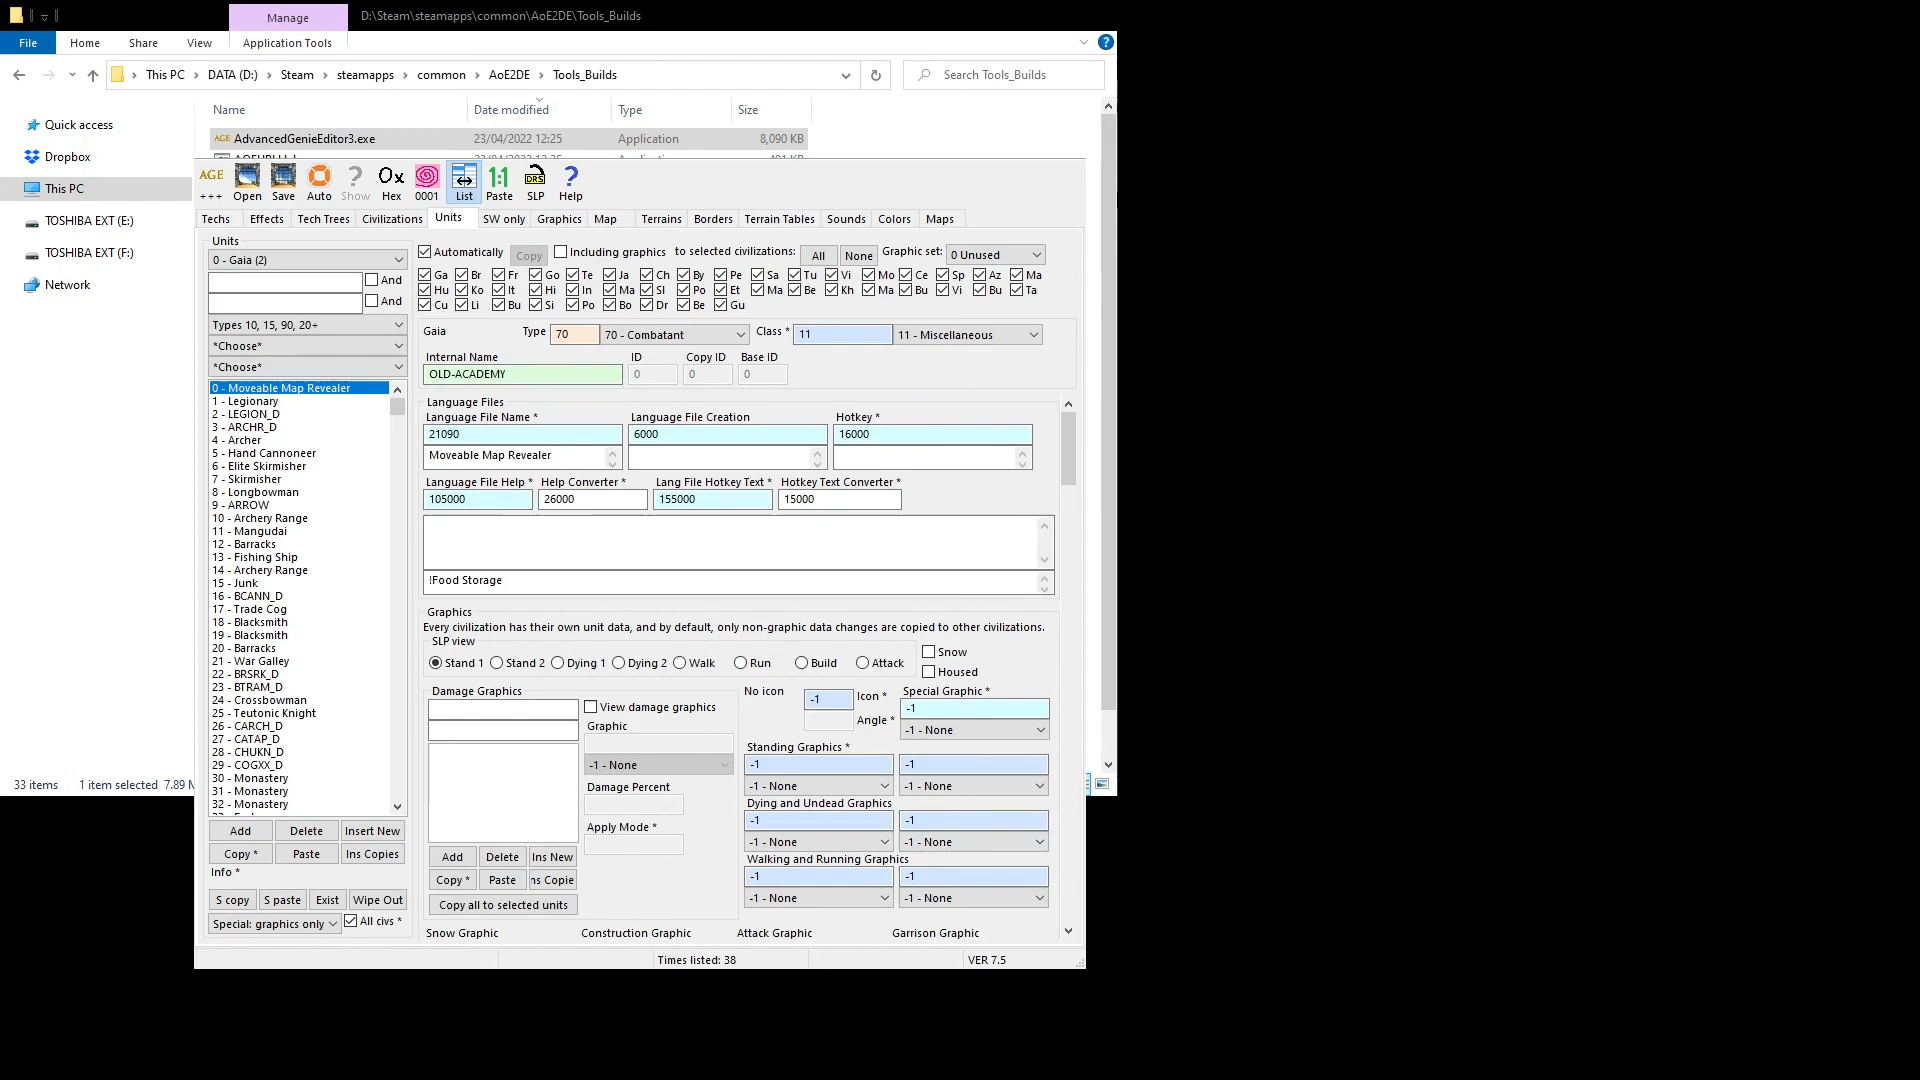 Manage
D:\Steam\steamapps\common\AoE2DE\Tools_Builds
File
Home
Share
View
Application Tools
This PC
DATA (D:)
Steam
steamapps
common
AoE2DE
Tools_Builds
Search Tools_Builds
Name
Date modified
Type
Size
Quick access
Dropbox
This PC
TOSHIBA EXT (E:)
TOSHIBA EXT (F:)
Network
AGE AdvancedGenieEditor3.exe
23/04/2022 12:25
Application
8,090 KB
AGE
+++
Open
Save
Auto
? Show
0x Hex
0001
List
1:1 Paste
DRS SLP
? Help
Techs
Effects
Tech Trees
Civilizations
Units
SW only
Graphics
Map
Terrains
Borders
Terrain Tables
Sounds
Colors
Maps
Units
0 - Gaia (2)
And
And
Types 10, 15, 90, 20+
*Choose*
*Choose*
0 - Moveable Map Revealer
1 - Legionary
2 - LEGION_D
3 - ARCHR_D
4 - Archer
5 - Hand Cannoneer
6 - Elite Skirmisher
7 - Skirmisher
8 - Longbowman
9 - ARROW
10 - Archery Range
11 - Mangudai
12 - Barracks
13 - Fishing Ship
14 - Archery Range
15 - Junk
16 - BCANN_D
17 - Trade Cog
18 - Blacksmith
19 - Blacksmith
20 - Barracks
21 - War Galley
22 - BRSRK_D
23 - BTRAM_D
24 - Crossbowman
25 - Teutonic Knight
26 - CARCH_D
27 - CATAP_D
28 - CHUKN_D
29 - COGXX_D
30 - Monastery
31 - Monastery
32 - Monastery
Add
Delete
Insert New
Copy *
Paste
Ins Copies
Info *
S copy
S paste
Exist
Wipe Out
Special: graphics only
All civs *
Automatically
Copy
Including graphics
to selected civilizations:
All
None
Graphic set:
0 Unused
Ga Br Fr Go Te Ja Ch By Pe Sa Tu Vi Mo Ce Sp Az Ma
Hu Ko It Hi In Ma Sl Po Et Ma Be Kh Ma Bu Vi Bu Ta
Cu Li Bu Si Po Bo Dr Be Gu
Gaia
Type
70
70 - Combatant
Class *
11
11 - Miscellaneous
Internal Name
ID
Copy ID
Base ID
OLD-ACADEMY
0
0
0
Language Files
Language File Name *
Language File Creation
Hotkey *
21090
6000
16000
Moveable Map Revealer
Language File Help *
Help Converter *
Lang File Hotkey Text *
Hotkey Text Converter *
105000
26000
155000
15000
!Food Storage
Graphics
Every civilization has their own unit data, and by default, only non-graphic data changes are copied to other civilizations.
SLP view
Stand 1
Stand 2
Dying 1
Dying 2
Walk
Run
Build
Attack
Snow
Housed
Damage Graphics
View damage graphics
Graphic
-1 - None
Damage Percent
Apply Mode *
Add
Delete
Ins New
Copy *
Paste
ns Copie
Copy all to selected units
No icon
-1
Icon *
Angle *
Special Graphic *
-1
-1 - None
Standing Graphics *
-1
-1
-1 - None
-1 - None
Dying and Undead Graphics
-1
-1
-1 - None
-1 - None
Walking and Running Graphics
-1
-1
-1 - None
-1 - None
Snow Graphic
Construction Graphic
Attack Graphic
Garrison Graphic
33 items
1 item selected
7.89
Times listed: 38
VER 7.5